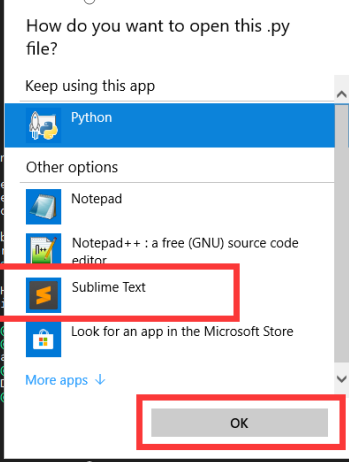 How do you want to open this .py
file?
Keep using this app
Python
Other options
Notepad
Notepad++ : a free (GNU) source code
editor
Sublime Text
Look for an app in the Microsoft Store
More apps ↓
OK